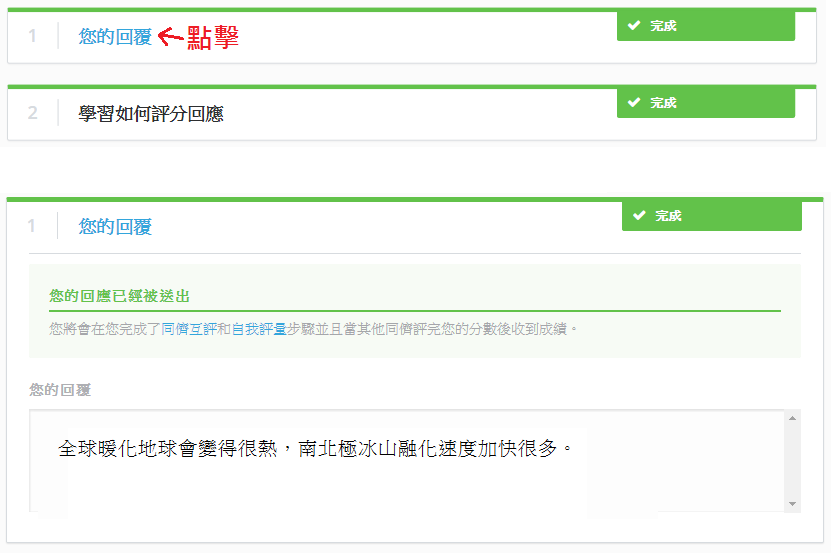 1 您的回覆 點擊 完成
2 學習如何評分回應 完成
1 您的回覆 完成
您的回應已經被送出
您將會在您完成了同儕互評和自我評量步驟並且當其他同儕評完您的分數後收到成績。
您的回覆
全球暖化地球會變得很熱，南北極冰山融化速度加快很多。